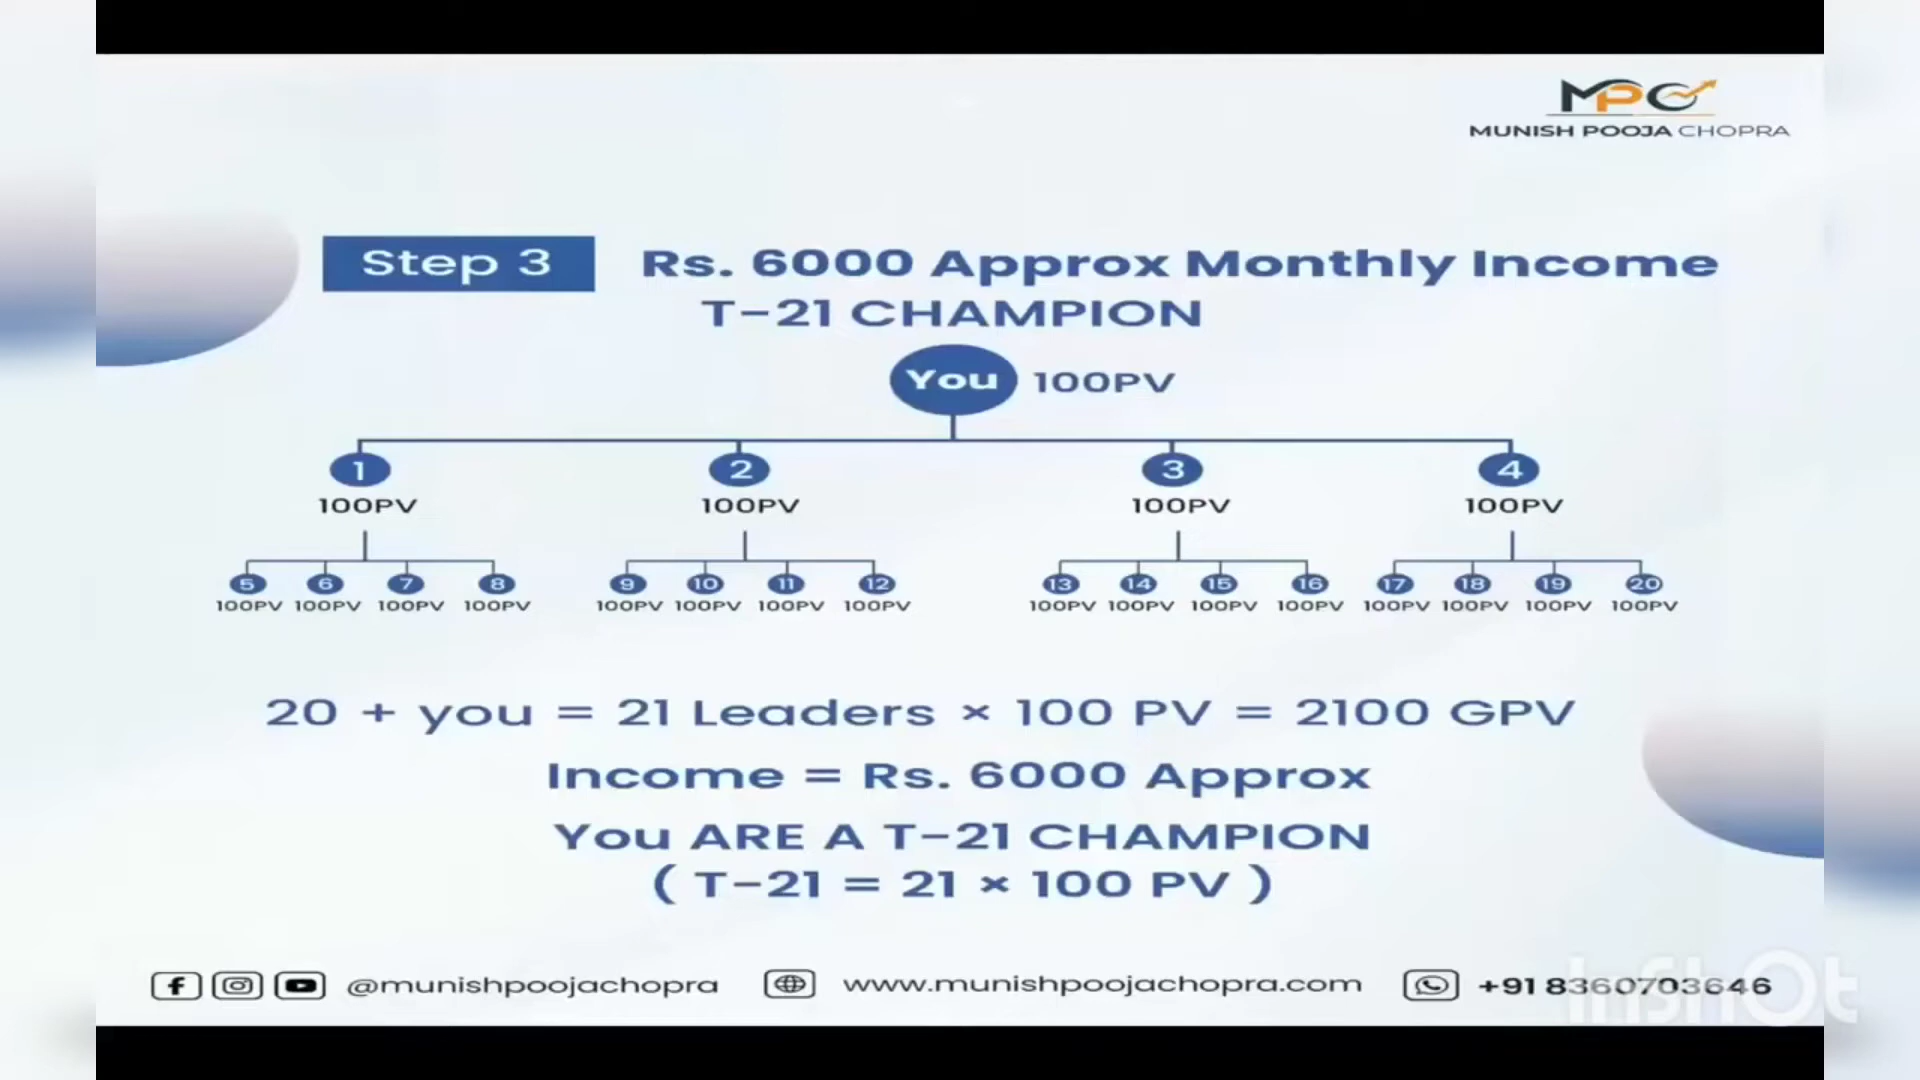 MPC
MUNISH POOJA CHOPRA
Step 3 Rs. 6000 Approx Monthly Income
T-21 CHAMPION
You 100PV
1 2 3 4
100PV 100PV 100PV 100PV
5 6 7 8 9 10 11 12 13 14 15 16 17 18 19 20
100PV 100PV 100PV 100PV 100PV 100PV 100PV 100PV 100PV 100PV 100PV 100PV 100PV 100PV 100PV 100PV
20 + you = 21 Leaders × 100 PV = 2100 GPV
Income = Rs. 6000 Approx
You ARE A T-21 CHAMPION
( T-21 = 21 × 100 PV )
@munishpoojachopra www.munishpoojachopra.com +91 8360703646
InShOt